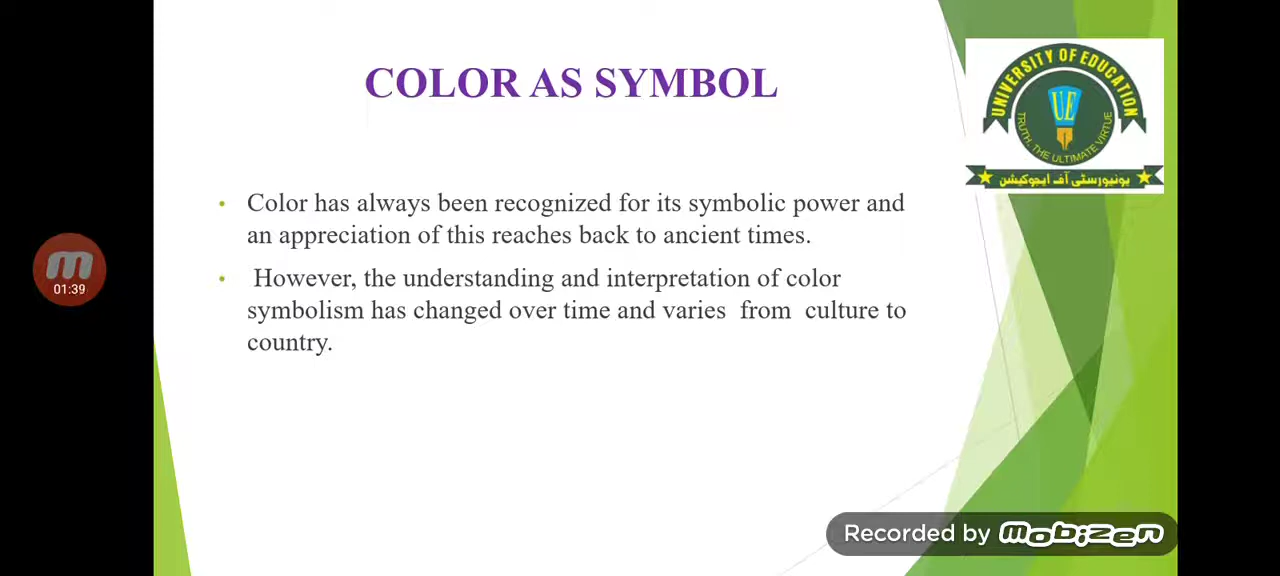 COLOR AS SYMBOL
UNIVERSITY OF EDUCATION
UE
TRUTH, THE ULTIMATE VIRTUE
یونیورسٹی آف ایجوکیشن
• Color has always been recognized for its symbolic power and
an appreciation of this reaches back to ancient times.
• However, the understanding and interpretation of color
symbolism has changed over time and varies from culture to
country.
01:39
Recorded by mobizen